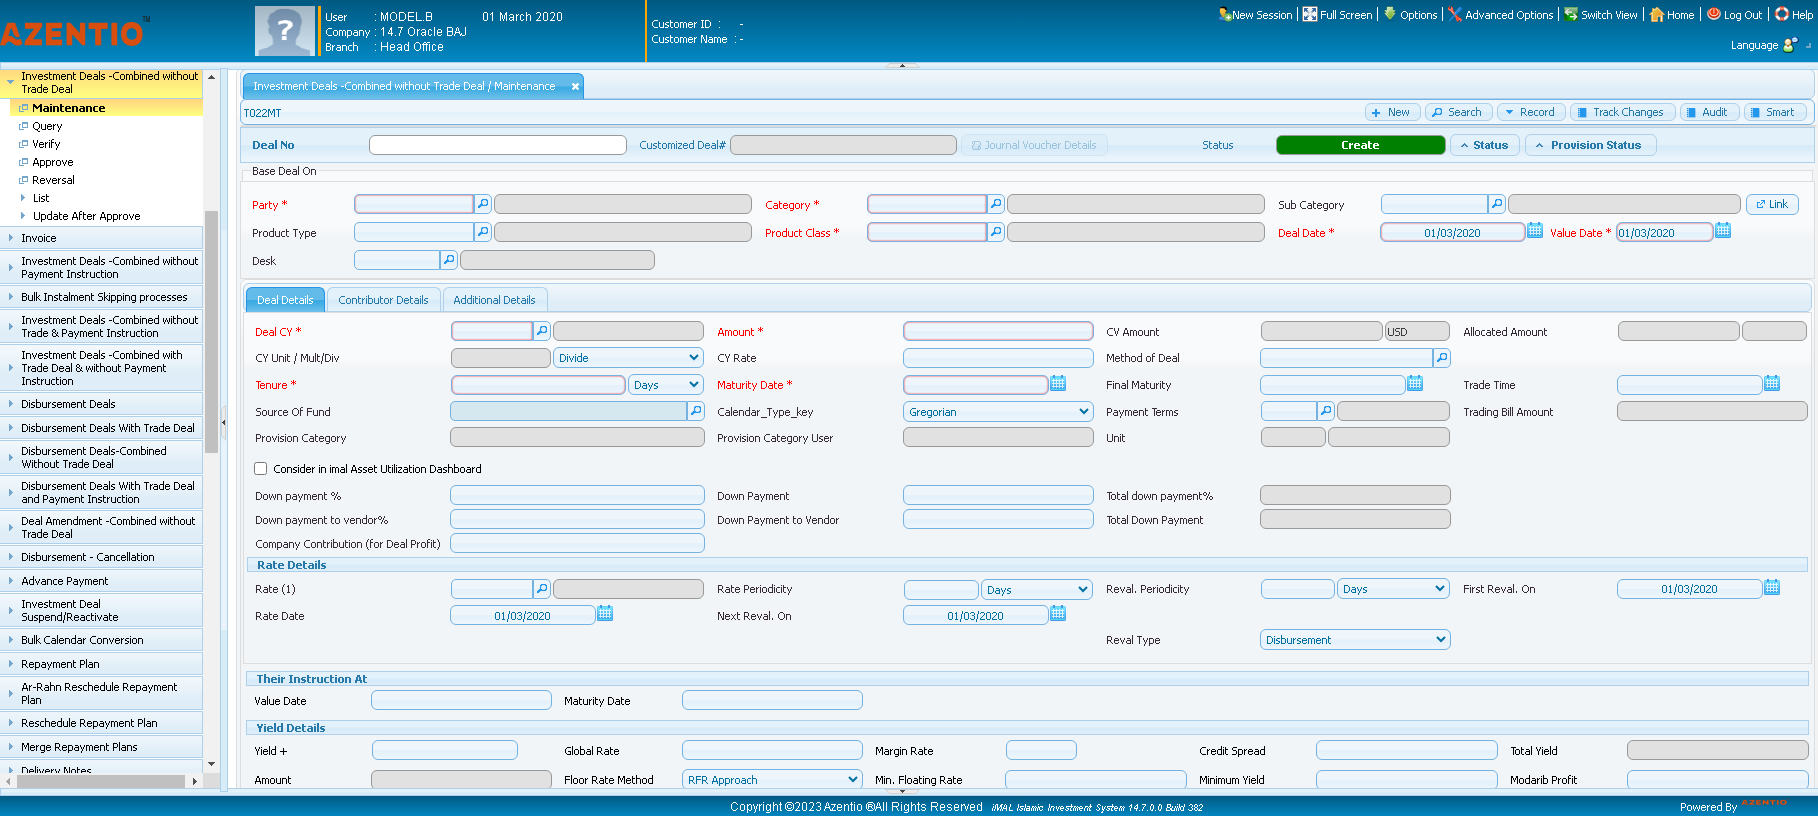 AZENTIO™
User : MODEL.B 01 March 2020
Company : 14.7 Oracle BAJ
Branch : Head Office
Customer ID : -
Customer Name : -
New Session Full Screen Options Advanced Options Switch View Home Log Out Help
Language
Investment Deals -Combined without Trade Deal
Maintenance
Query
Verify
Approve
Reversal
List
Update After Approve
Invoice
Investment Deals -Combined without Payment Instruction
Bulk Instalment Skipping processes
Investment Deals -Combined without Trade & Payment Instruction
Investment Deals -Combined with Trade Deal & without Payment Instruction
Disbursement Deals
Disbursement Deals With Trade Deal
Disbursement Deals-Combined Without Trade Deal
Disbursement Deals With Trade Deal and Payment Instruction
Deal Amendment -Combined without Trade Deal
Disbursement - Cancellation
Advance Payment
Investment Deal Suspend/Reactivate
Bulk Calendar Conversion
Repayment Plan
Ar-Rahn Reschedule Repayment Plan
Reschedule Repayment Plan
Merge Repayment Plans
Delivery Notes
Investment Deals -Combined without Trade Deal / Maintenance
T022MT
New Search Record Track Changes Audit Smart
Deal No Customized Deal# Journal Voucher Details Status Create Status Provision Status
Base Deal On
Party * Category * Sub Category Link
Product Type Product Class * Deal Date * 01/03/2020 Value Date * 01/03/2020
Desk
Deal Details Contributor Details Additional Details
Deal CY * Amount * CV Amount USD Allocated Amount
CY Unit / Mult/Div Divide CY Rate Method of Deal
Tenure * Days Maturity Date * Final Maturity Trade Time
Source Of Fund Calendar_Type_key Gregorian Payment Terms Trading Bill Amount
Provision Category Provision Category User Unit
Consider in imal Asset Utilization Dashboard
Down payment % Down Payment Total down payment%
Down payment to vendor% Down Payment to Vendor Total Down Payment
Company Contribution (for Deal Profit)
Rate Details
Rate (1) Rate Periodicity Days Reval. Periodicity Days First Reval. On 01/03/2020
Rate Date 01/03/2020 Next Reval. On 01/03/2020
Reval Type Disbursement
Their Instruction At
Value Date Maturity Date
Yield Details
Yield + Global Rate Margin Rate Credit Spread Total Yield
Amount Floor Rate Method RFR Approach Min. Floating Rate Minimum Yield Modarib Profit
Copyright ©2023 Azentio ®All Rights Reserved iMAL Islamic Investment System 14.7.0.0 Build 382
Powered By AZENTIO